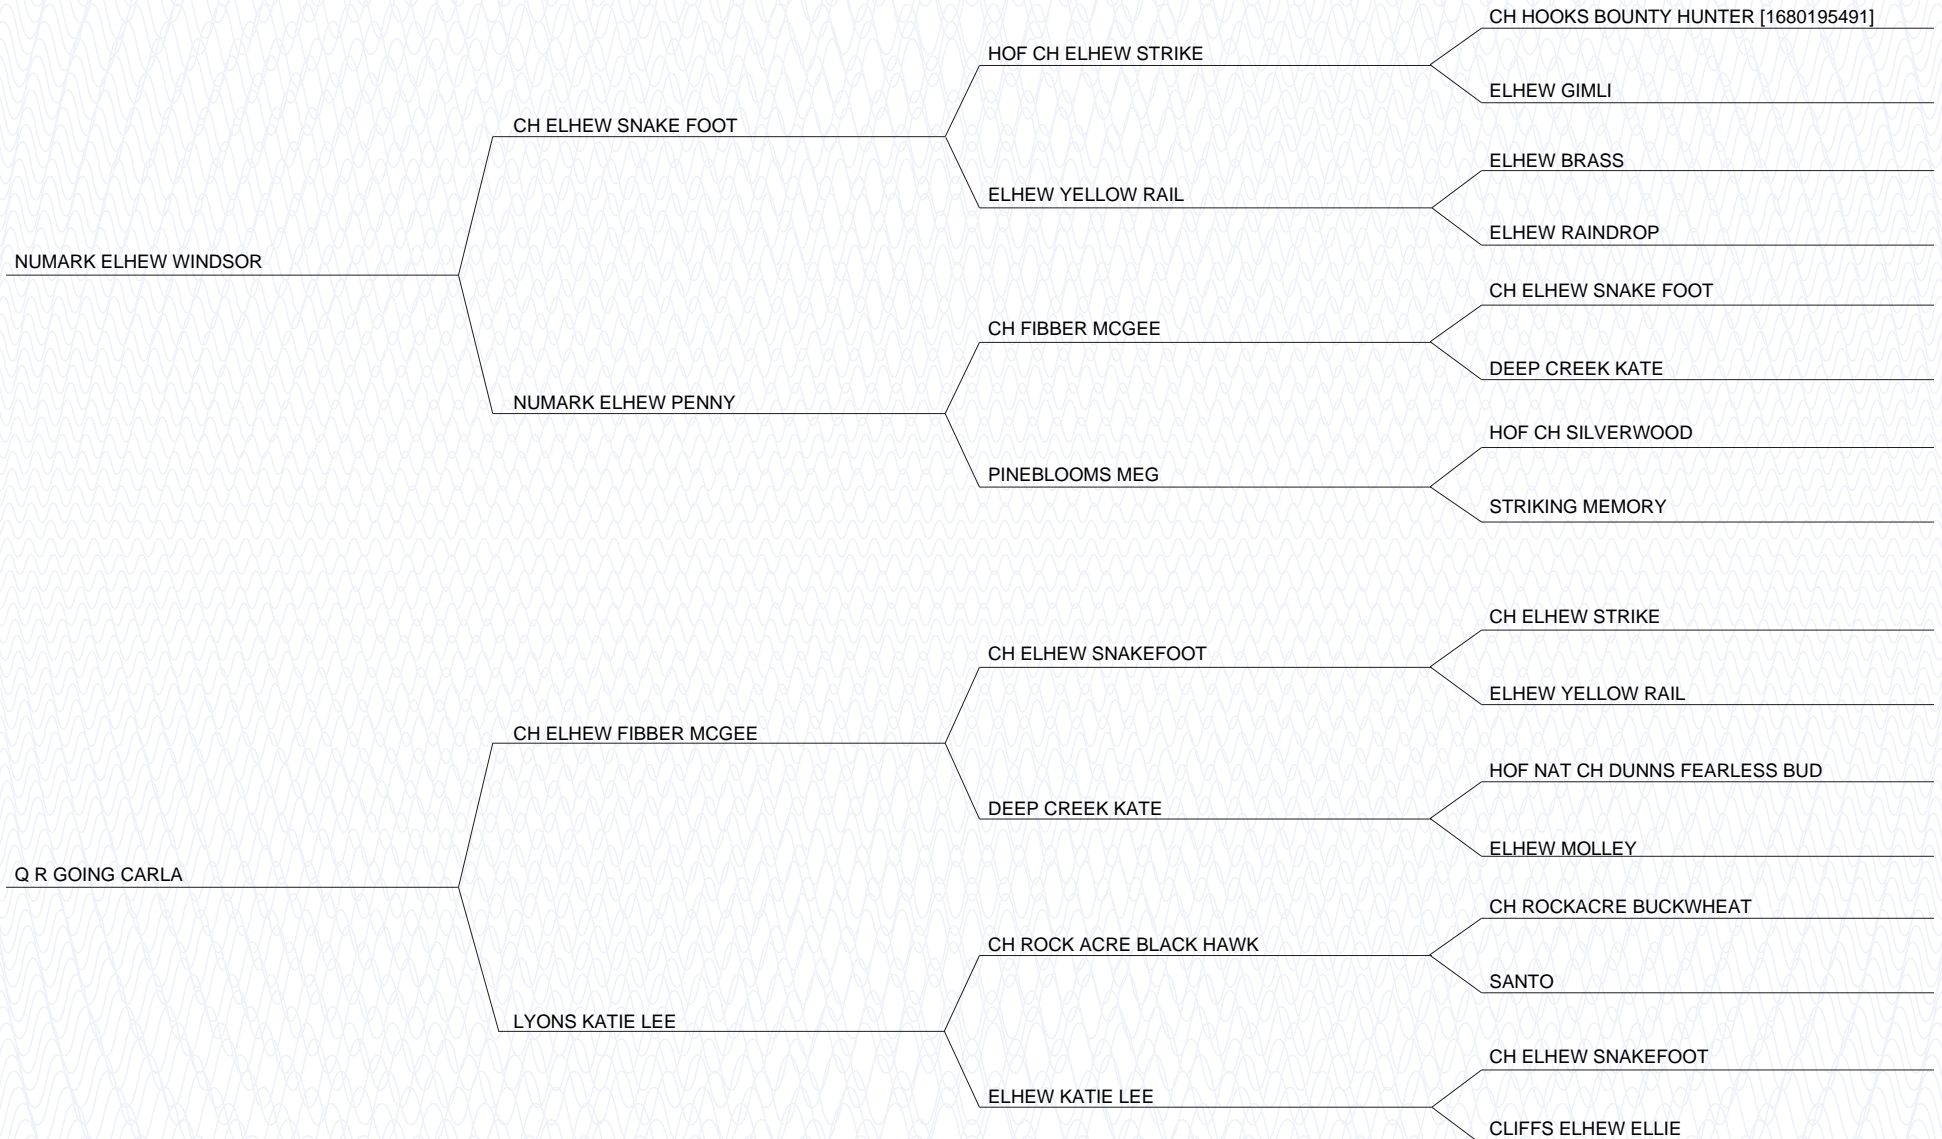 CH HOOKS BOUNTY HUNTER [1680195491]
HOF CH ELHEW STRIKE
ELHEW GIMLI
CH ELHEW SNAKE FOOT
ELHEW BRASS
ELHEW YELLOW RAIL
ELHEW RAINDROP
NUMARK ELHEW WINDSOR
CH ELHEW SNAKE FOOT
CH FIBBER MCGEE
DEEP CREEK KATE
NUMARK ELHEW PENNY
HOF CH SILVERWOOD
PINEBLOOMS MEG
STRIKING MEMORY
CH ELHEW STRIKE
CH ELHEW SNAKEFOOT
ELHEW YELLOW RAIL
CH ELHEW FIBBER MCGEE
HOF NAT CH DUNNS FEARLESS BUD
DEEP CREEK KATE
ELHEW MOLLEY
Q R GOING CARLA
CH ROCKACRE BUCKWHEAT
CH ROCK ACRE BLACK HAWK
SANTO
LYONS KATIE LEE
CH ELHEW SNAKEFOOT
ELHEW KATIE LEE
CLIFFS ELHEW ELLIE